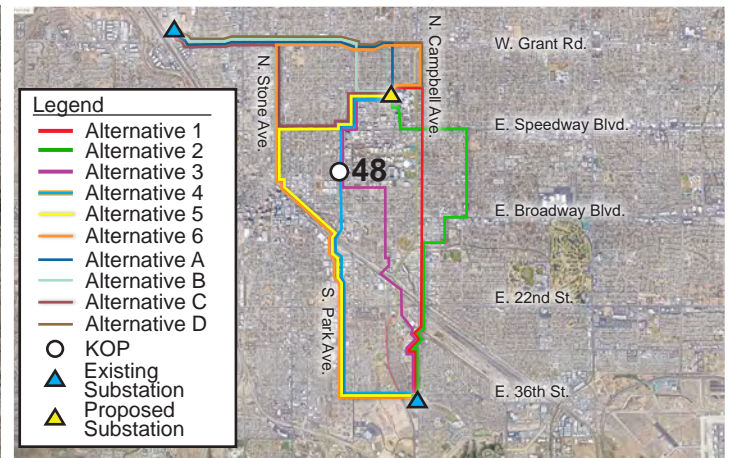 W. Grant Rd.
N. Campbell Ave.
N. Stone Ave.
Legend
Alternative 1
Alternative 2
Alternative 3
Alternative 4
Alternative 5
Alternative 6
Alternative A
Alternative B
Alternative C
Alternative D
KOP
Existing
Substation
Proposed
Substation
E. Speedway Blvd.
48
E. Broadway Blvd.
S. Park Ave.
E. 22nd St.
E. 36th St.